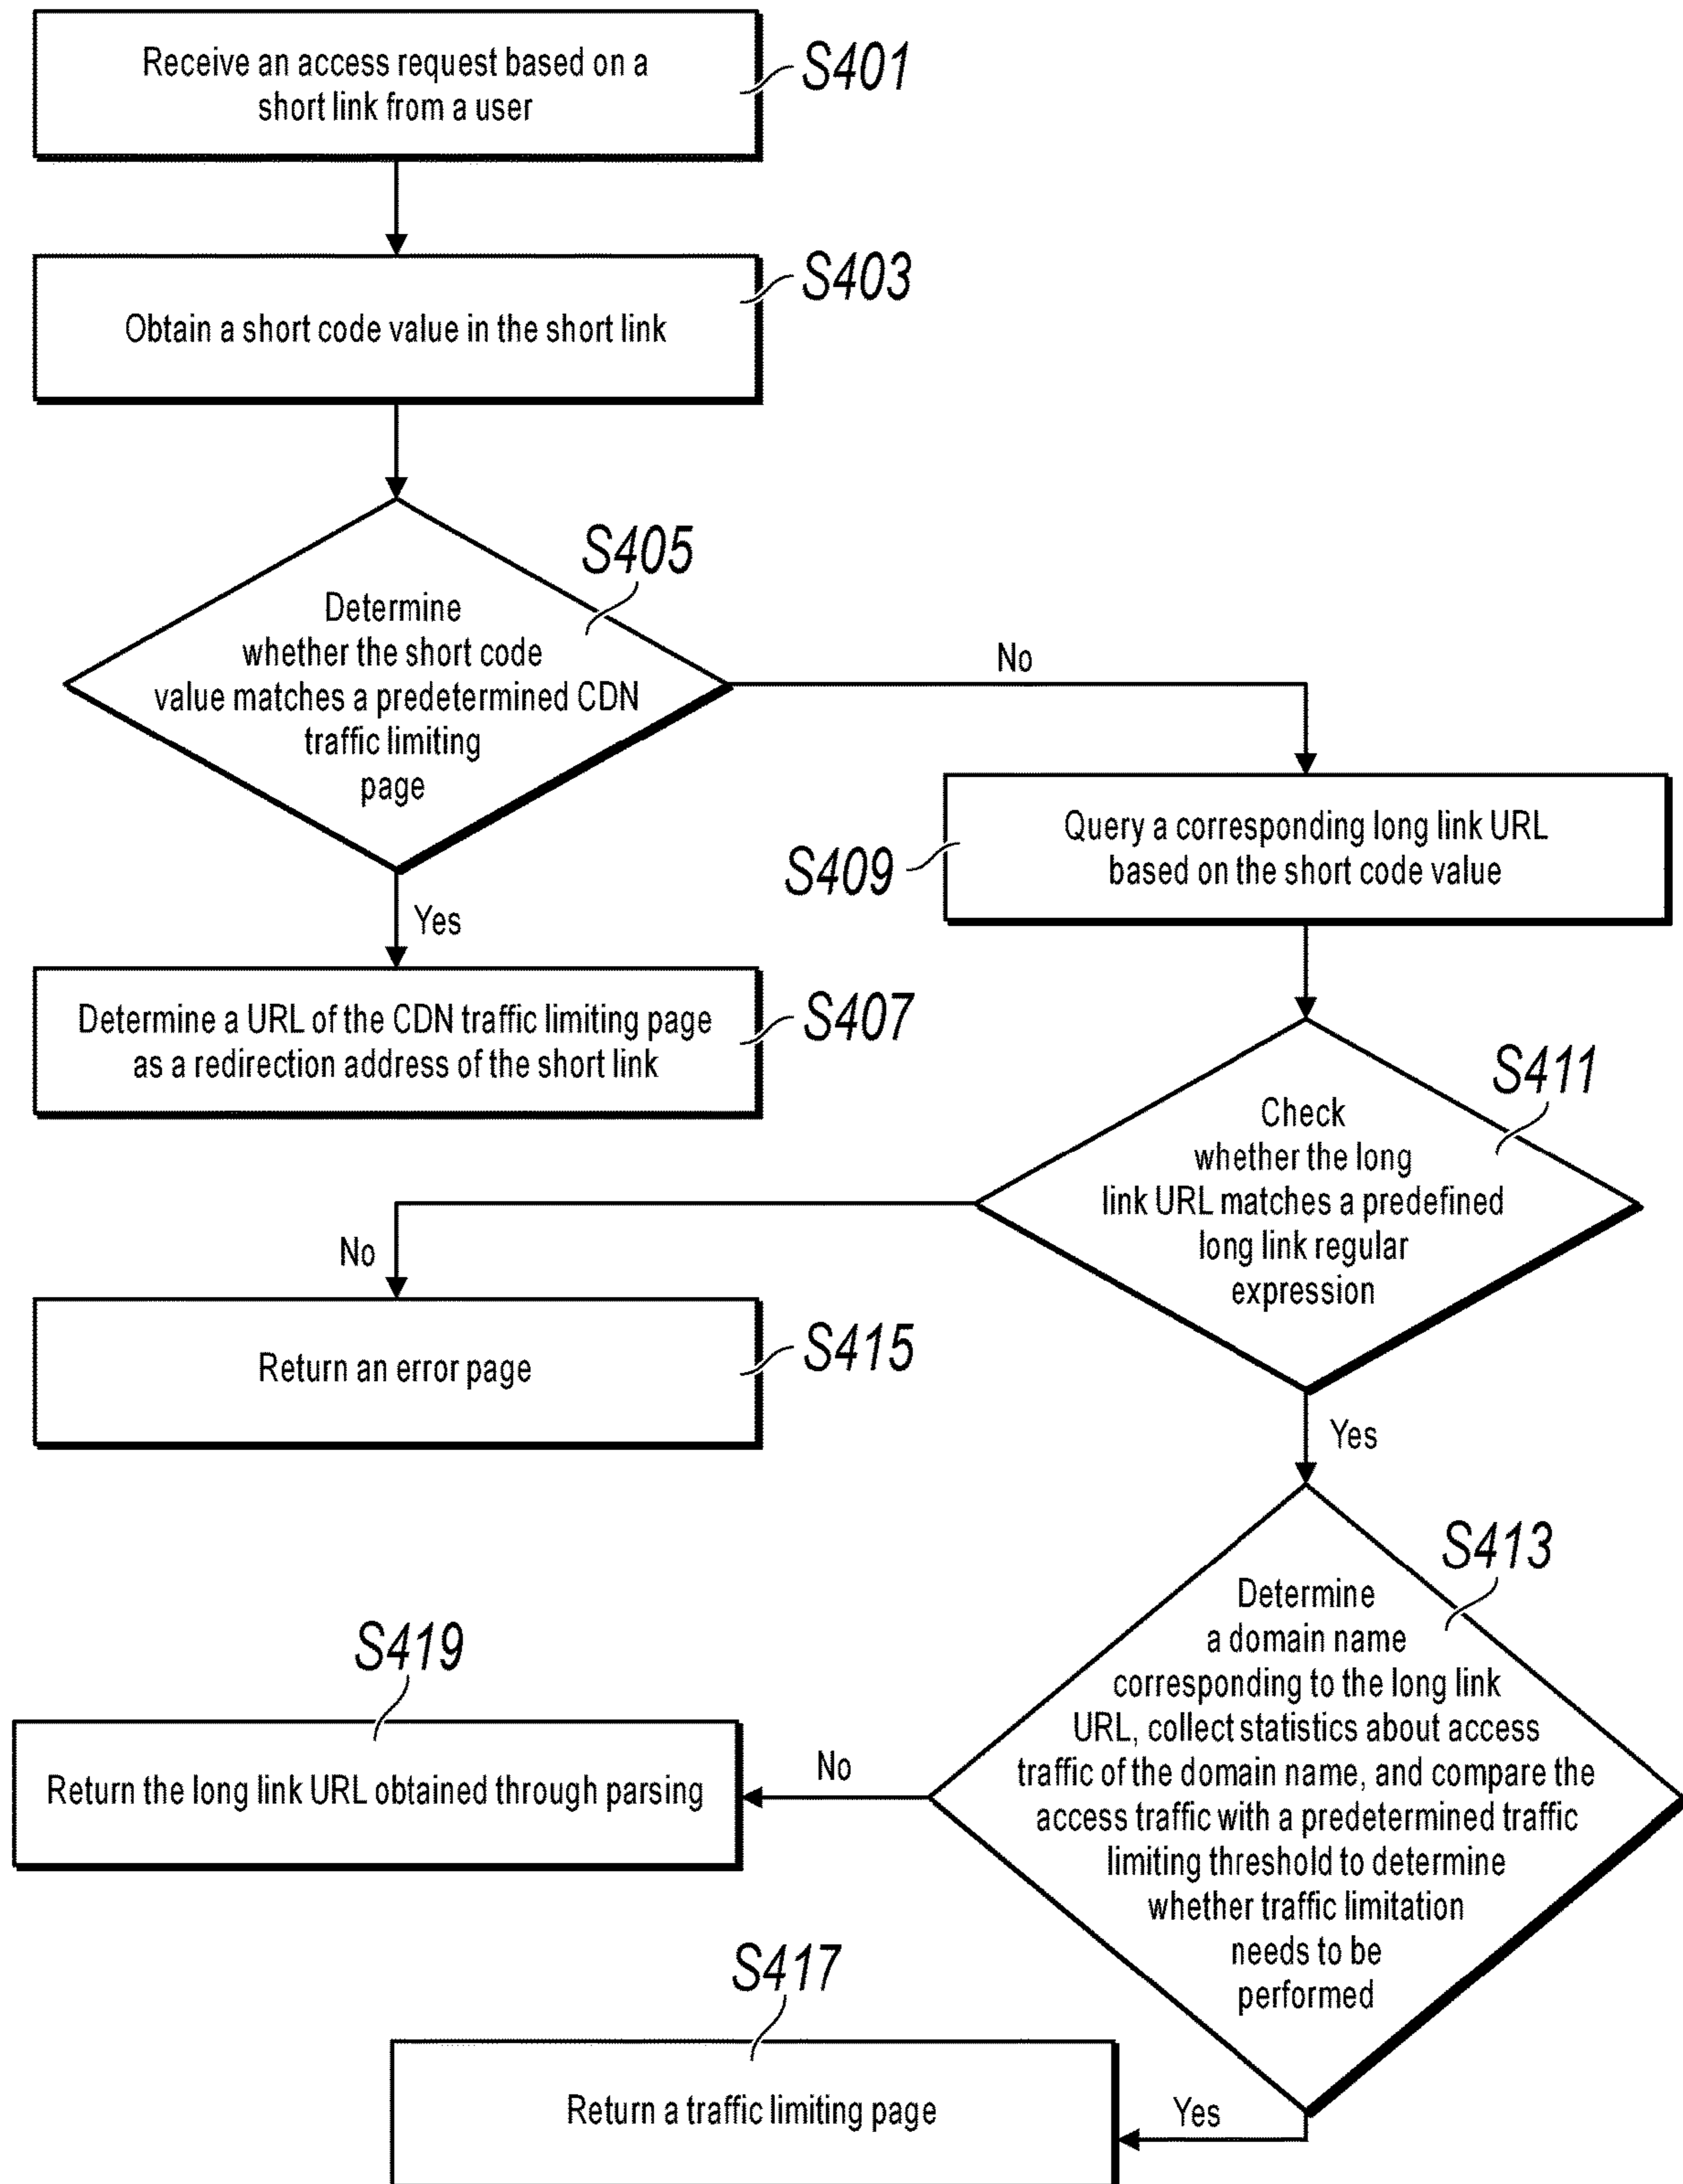 Receive an access request based on a
short link from a user
S401
Obtain a short code value in the short link
S403
S405
Determine
whether the short code
value matches a predetermined CDN
traffic limiting
page
No
Yes
Query a corresponding long link URL
based on the short code value
S409
Determine a URL of the CDN traffic limiting page
as a redirection address of the short link
S407
S411
Check
whether the long
link URL matches a predefined
long link regular
expression
No
Yes
Return an error page
S415
S413
Determine
a domain name
corresponding to the long link
URL, collect statistics about access
traffic of the domain name, and compare the
access traffic with a predetermined traffic
limiting threshold to determine
whether traffic limitation
needs to be
performed
No
S419
Return the long link URL obtained through parsing
Yes
S417
Return a traffic limiting page